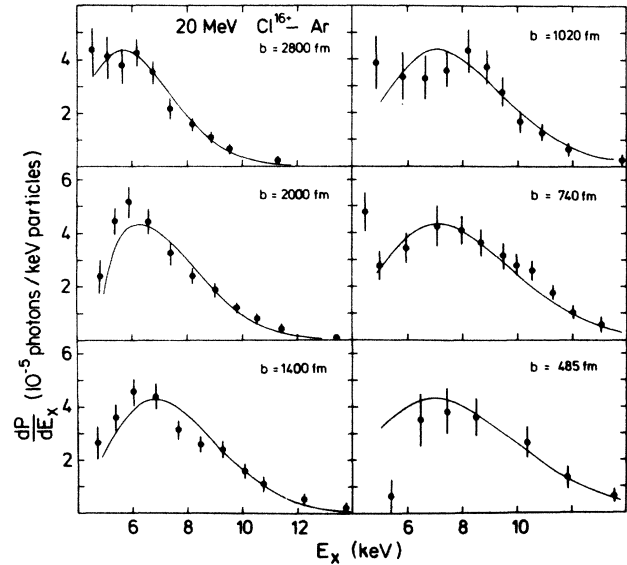 20 MeV Cl¹⁶⁺– Ar
b = 2800 fm
b = 1020 fm
4
2
b = 2000 fm
b = 740 fm
6
4
2
b = 1400 fm
b = 485 fm
6
4
2
dP/dEₓ (10⁻⁵ photons / keV particles)
6 8 10 12 6 8 10
Eₓ (keV)